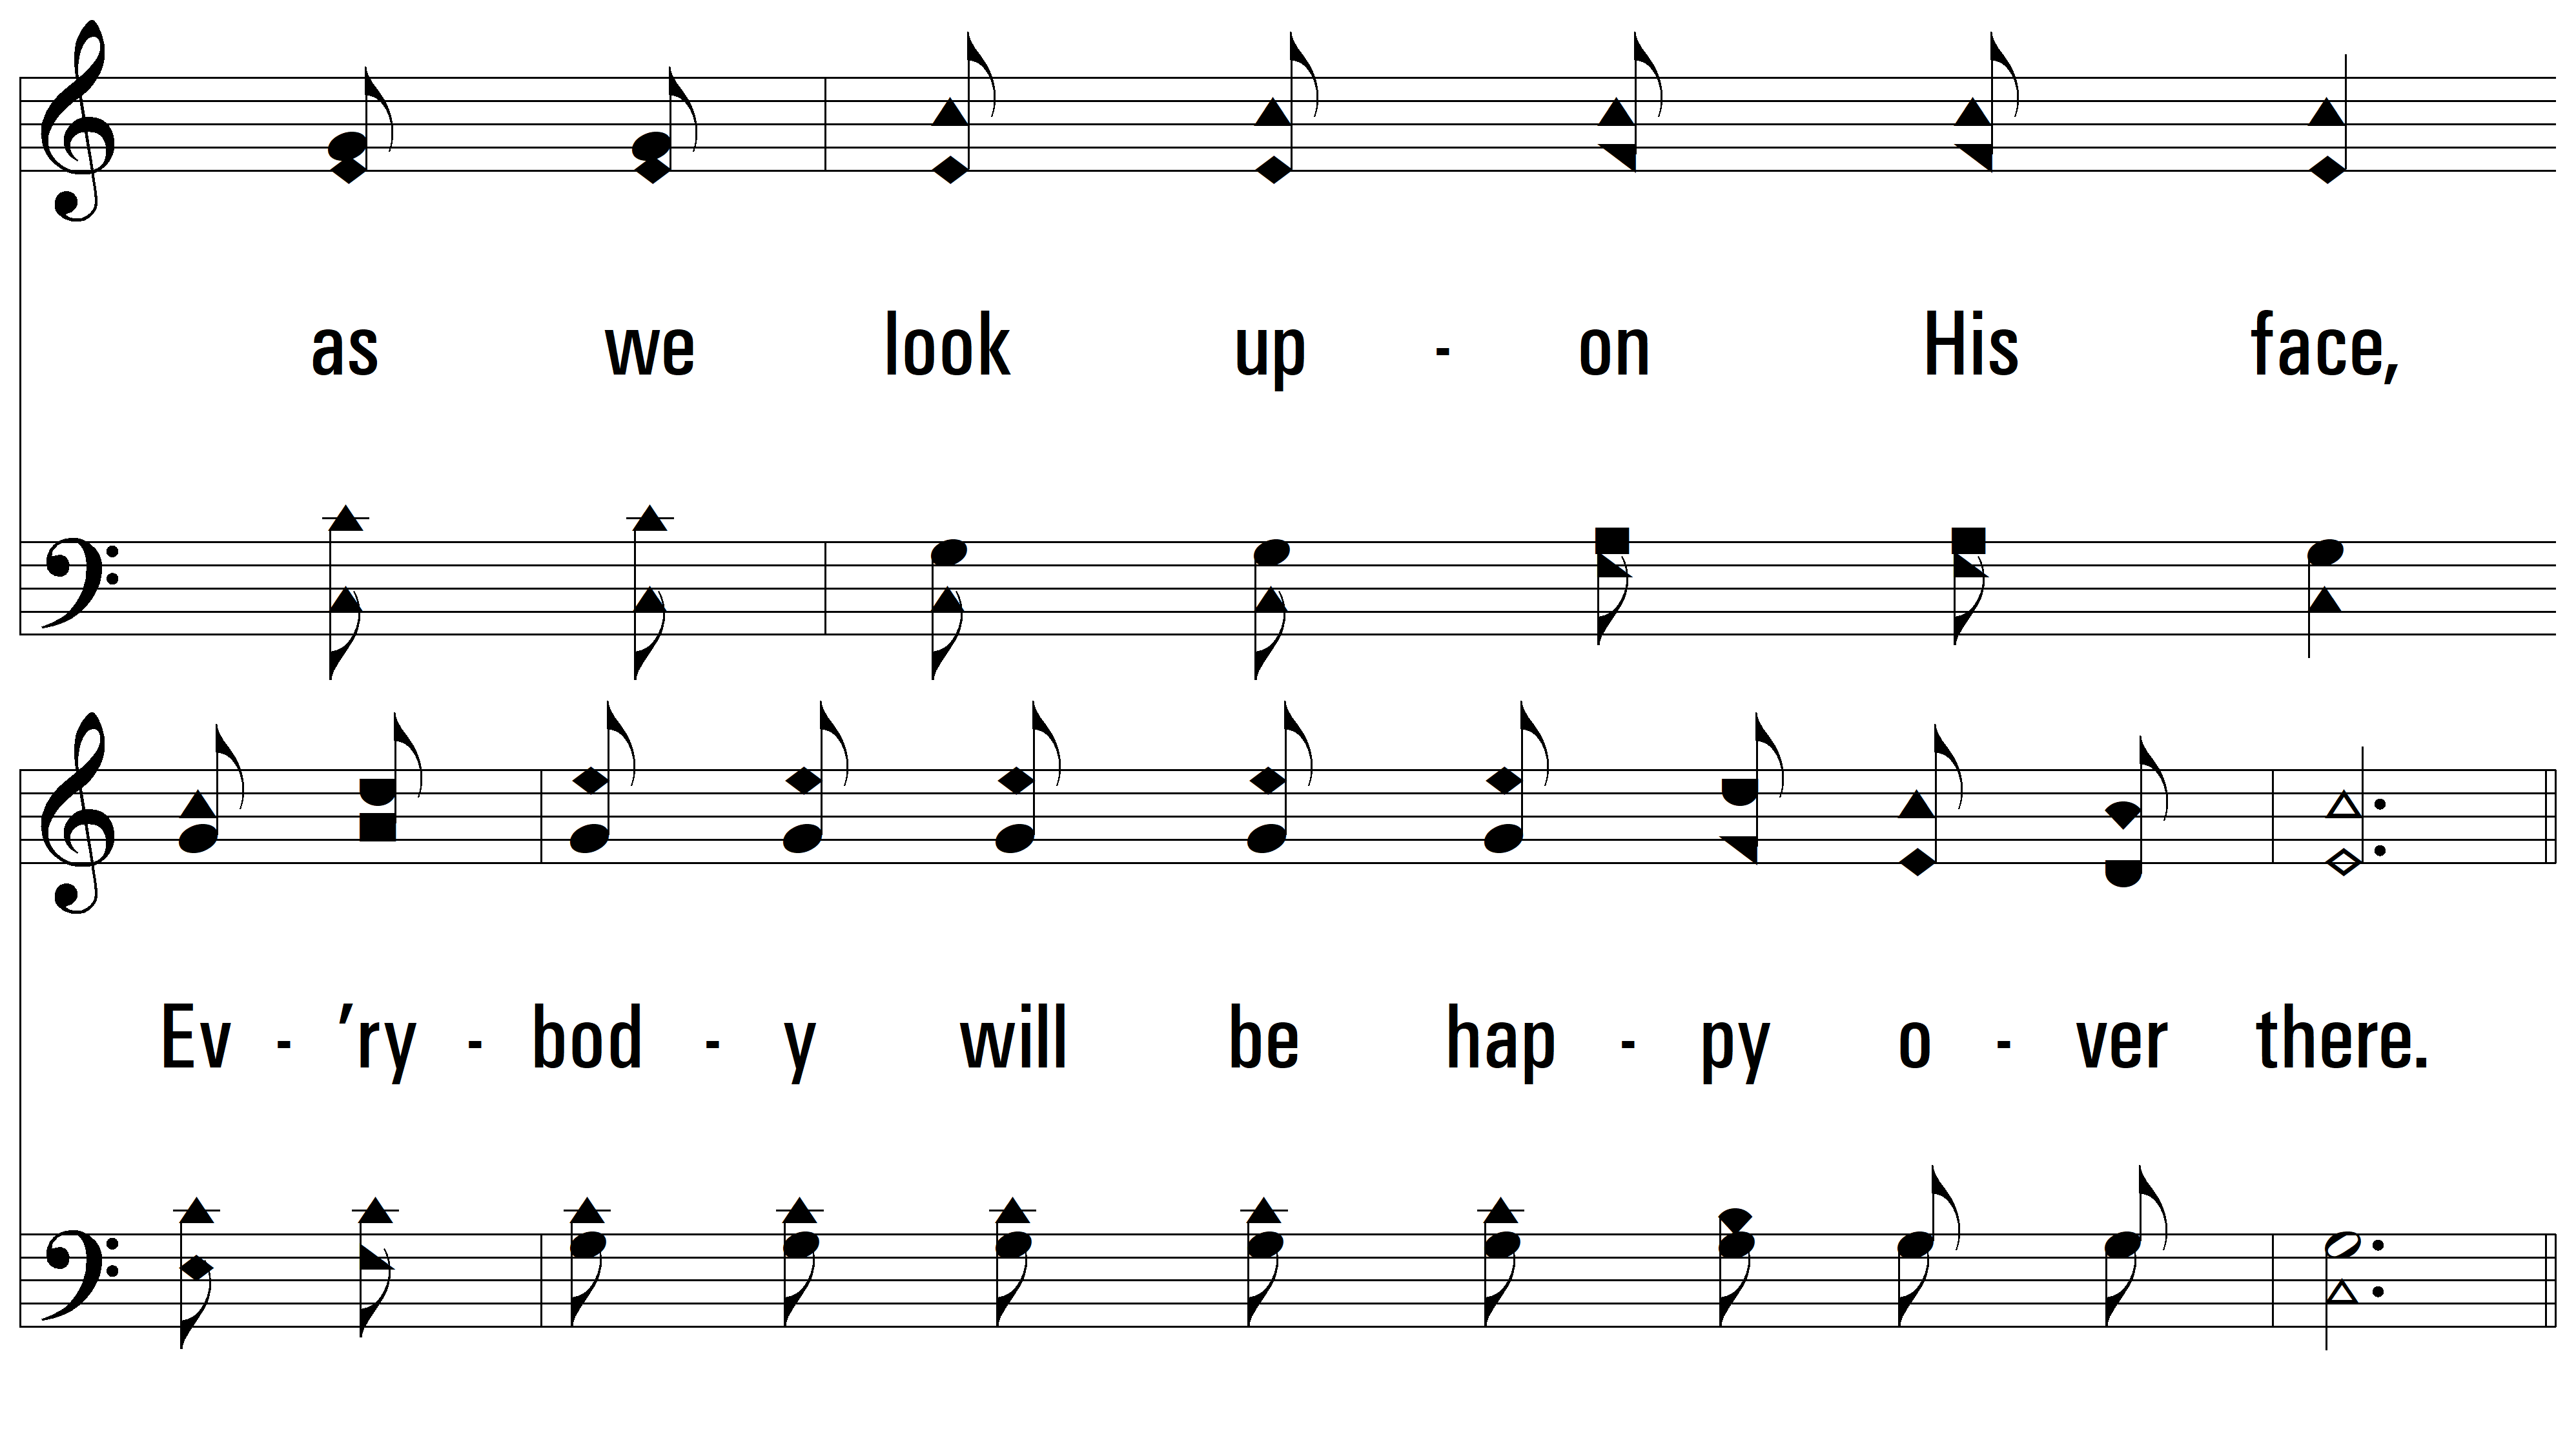 as we look up - on His face,
Ev - ’ry - bod - y will be hap - py o - ver there.